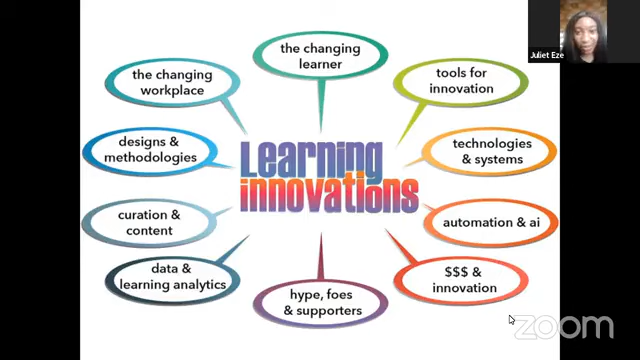 Juliet Eze
the changing
learner
the changing
workplace
tools for
innovation
designs &
methodologies
Learning
innovations
technologies
& systems
curation &
content
automation & ai
data &
learning analytics
$$$ &
innovation
hype, foes
& supporters
zoom